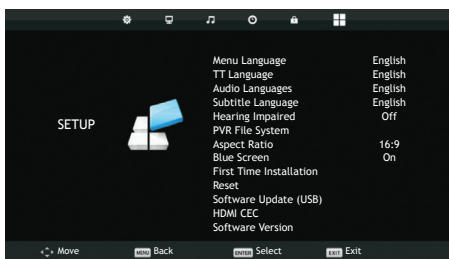 Menu Language English
TT Language English
Audio Languages English
Subtitle Language English
Hearing Impaired Off
PVR File System
Aspect Ratio 16:9
Blue Screen On
First Time Installation
Reset
Software Update (USB)
HDMI CEC
Software Version
SETUP
Move MENU Back ENTER Select EXIT Exit